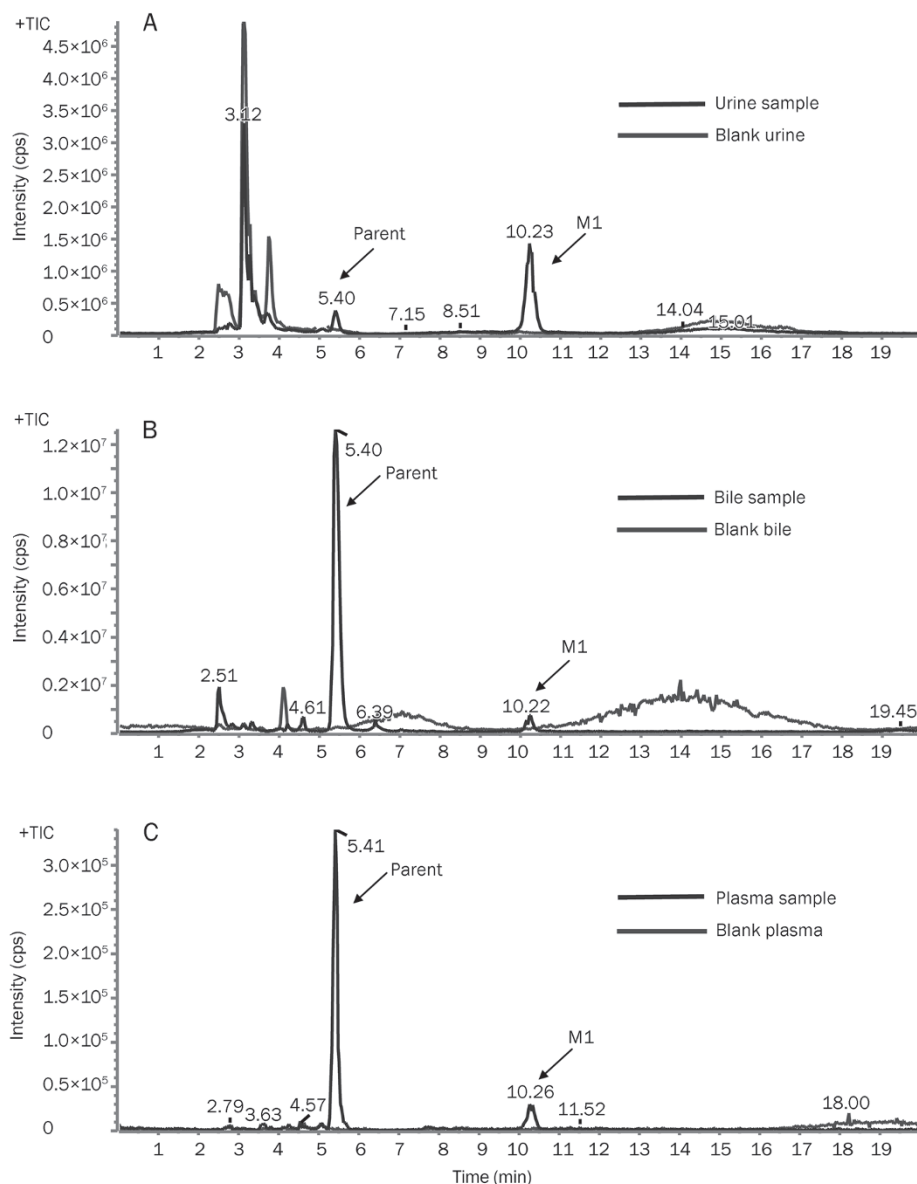 +TIC
A
4.5×10⁶
4.0×10⁶
3.5×10⁶
3.0×10⁶
2.5×10⁶
2.0×10⁶
1.5×10⁶
1.0×10⁶
0.5×10⁶
0
Intensity (cps)
3.12
Parent
5.40
7.15
8.51
10.23
M1
14.04
15.01
Urine sample
Blank urine
1 2 3 4 5 6 7 8 9 10 11 12 13 14 15 16 17 18 19
+TIC
B
1.2×10⁷
1.0×10⁷
0.8×10⁷
0.6×10⁷
0.4×10⁷
0.2×10⁷
0
Intensity (cps)
2.51
4.61
5.40
Parent
6.39
M1
10.22
19.45
Bile sample
Blank bile
1 2 3 4 5 6 7 8 9 10 11 12 13 14 15 16 17 18 19
+TIC
C
3.0×10⁵
2.5×10⁵
2.0×10⁵
1.5×10⁵
1.0×10⁵
0.5×10⁵
0
Intensity (cps)
2.79
3.63
4.57
5.41
Parent
M1
10.26
11.52
18.00
Plasma sample
Blank plasma
1 2 3 4 5 6 7 8 9 10 11 12 13 14 15 16 17 18 19
Time (min)